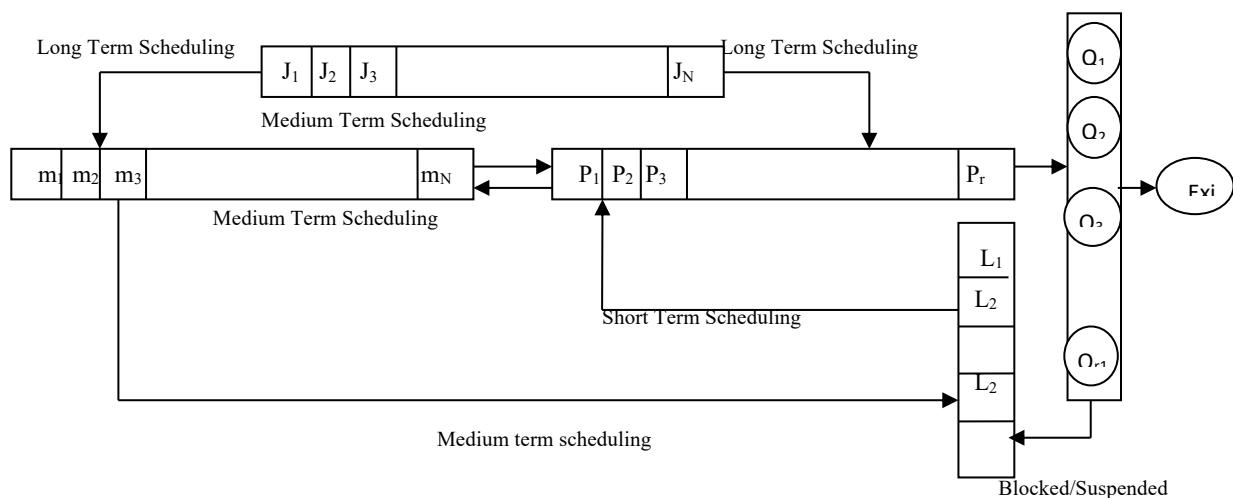 Long Term Scheduling
Long Term Scheduling
J1 J2 J3 JN
Medium Term Scheduling
m1 m2 m3 mN
P1 P2 P3 Pr
Medium Term Scheduling
Q1
Q2
Q3
Qr1
Exi
L1
L2
Short Term Scheduling
L2
Medium term scheduling
Blocked/Suspended